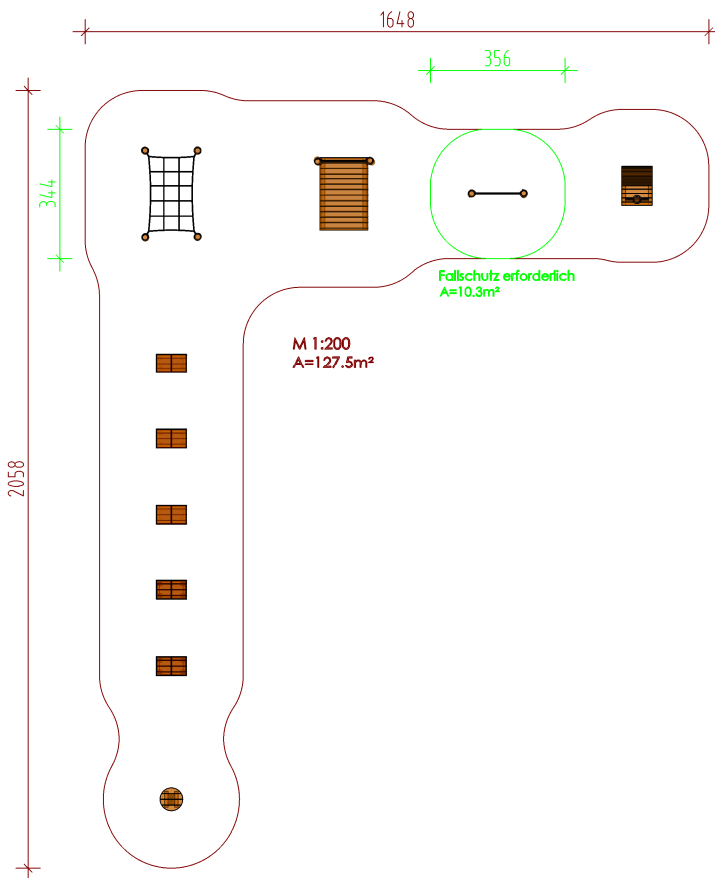 1648
356
344
Fallschutz erforderlich
A=10.3m²
M 1:200
A=127.5m²
2058